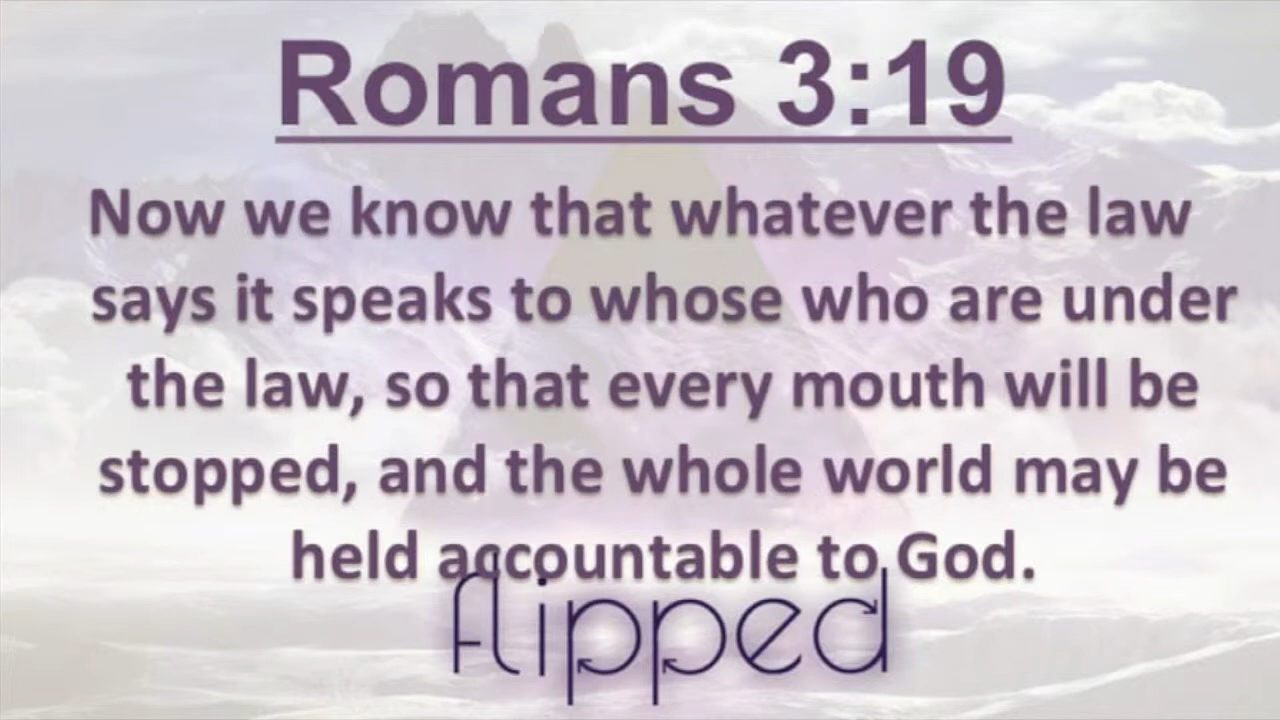 Romans 3:19
Now we know that whatever the law
says it speaks to whose who are under
the law, so that every mouth will be
stopped, and the whole world may be
held accountable to God.
flipped